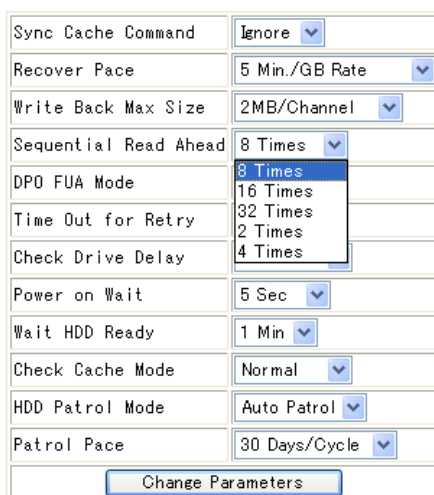 Sync Cache Command Ignore
Recover Pace 5 Min./GB Rate
Write Back Max Size 2MB/Channel
Sequential Read Ahead 8 Times
8 Times
DPO FUA Mode
16 Times
32 Times
Time Out for Retry
2 Times
4 Times
Check Drive Delay
Power on Wait 5 Sec
Wait HDD Ready 1 Min
Check Cache Mode Normal
HDD Patrol Mode Auto Patrol
Patrol Pace 30 Days/Cycle
Change Parameters